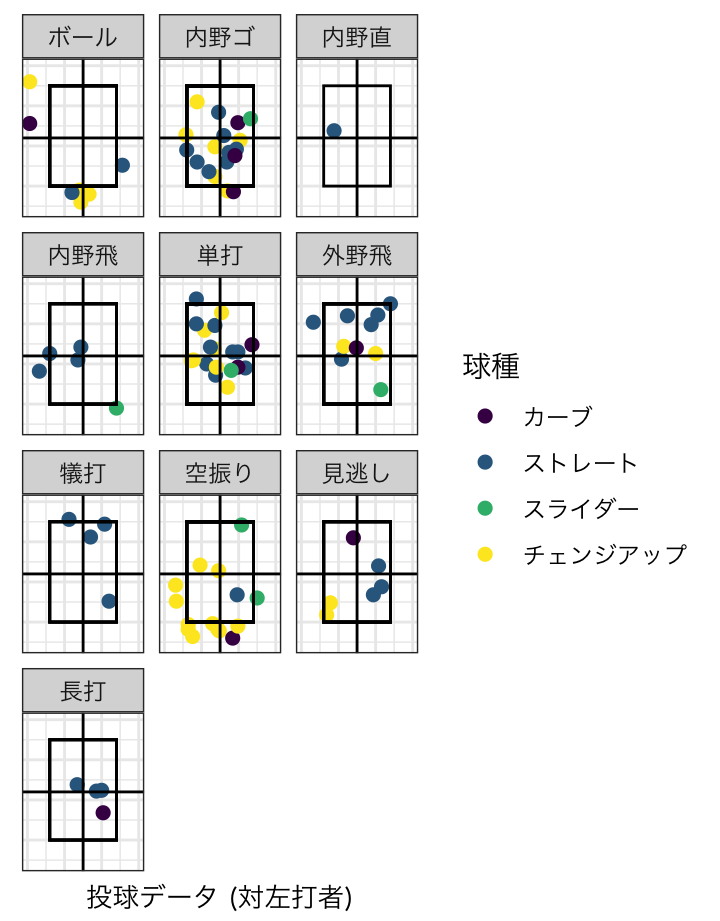 ボール
内野ゴ
内野直
内野飛
単打
外野飛
犠打
空振り
見逃し
長打
球種
カーブ
ストレート
スライダー
チェンジアップ
投球データ (対左打者)